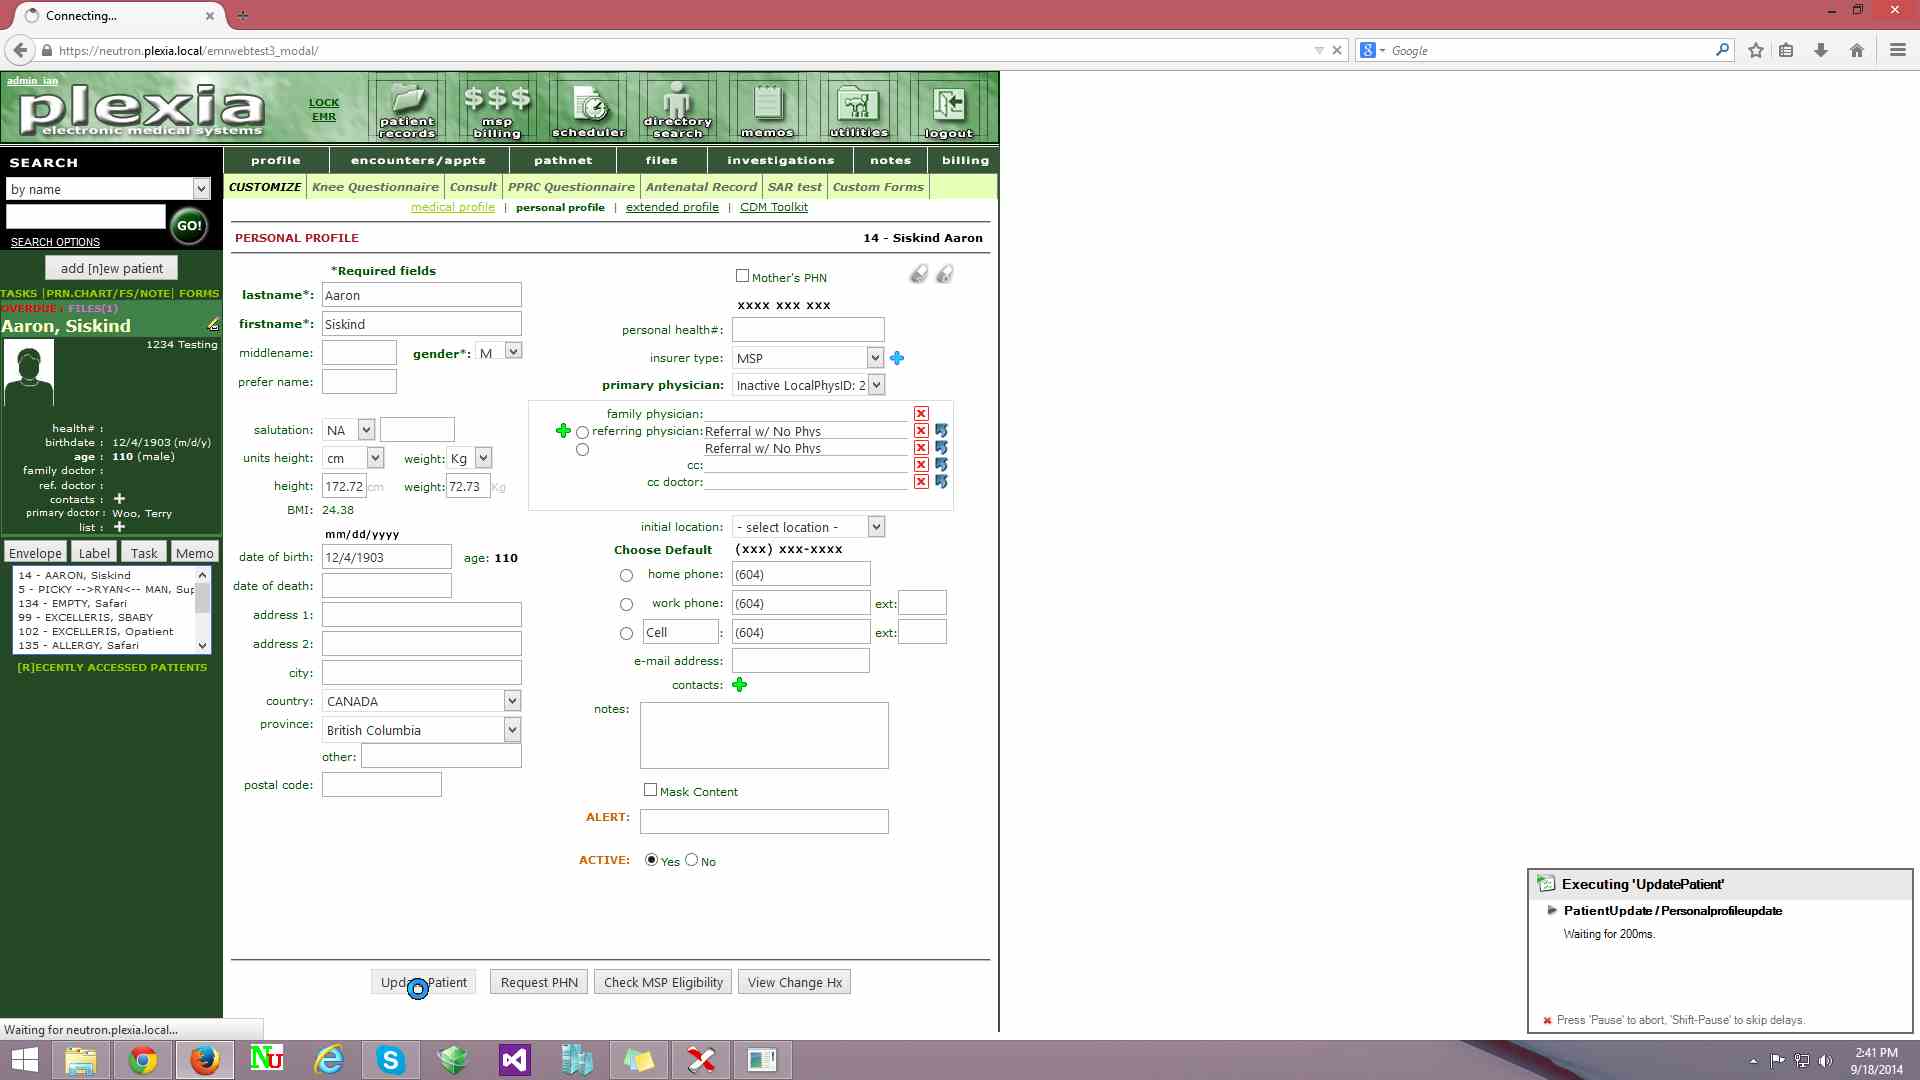 Connecting...
https://neutron.plexia.local/emrwebtest3_modal/
Google
admin_ian
plexia
electronic medical systems
LOCK
EMR
patient
records
$$$
msp
billing
scheduler
directory
search
memos
utilities
logout
SEARCH
profile
encounters/appts
pathnet
files
investigations
notes
billing
by name
CUSTOMIZE
Knee Questionnaire
Consult
PPRC Questionnaire
Antenatal Record
SAR test
Custom Forms
medical profile | personal profile | extended profile | CDM Toolkit
GO!
SEARCH OPTIONS
PERSONAL PROFILE
14 - Siskind Aaron
add [n]ew patient
TASKS |PRN.CHART/FS/NOTE| FORMS
OVERDUE: FILES(1)
Aaron, Siskind
1234 Testing
health# :
birthdate : 12/4/1903 (m/d/y)
age : 110 (male)
family doctor :
ref. doctor :
contacts :
primary doctor : Woo, Terry
list :
Envelope
Label
Task
Memo
14 - AARON, Siskind
5 - PICKY -->RYAN<-- MAN, Sup
134 - EMPTY, Safari
99 - EXCELLERIS, SBABY
102 - EXCELLERIS, Opatient
135 - ALLERGY, Safari
[R]ECENTLY ACCESSED PATIENTS
*Required fields
lastname*: Aaron
firstname*: Siskind
middlename:
gender*: M
prefer name:
salutation: NA
units height: cm
weight: Kg
height: 172.72 cm
weight: 72.73 Kg
BMI: 24.38
mm/dd/yyyy
date of birth: 12/4/1903
age: 110
date of death:
address 1:
address 2:
city:
country: CANADA
province: British Columbia
other:
postal code:
Mother's PHN
xxxx xxx xxx
personal health#:
insurer type: MSP
primary physician: Inactive LocalPhysID: 2
family physician:
referring physician: Referral w/ No Phys
Referral w/ No Phys
cc:
cc doctor:
initial location: - select location -
Choose Default
(xxx) xxx-xxxx
home phone: (604)
work phone: (604)
ext:
Cell : (604)
ext:
e-mail address:
contacts:
notes:
Mask Content
ALERT:
ACTIVE: Yes No
Request PHN
Check MSP Eligibility
View Change Hx
Executing 'UpdatePatient'
PatientUpdate / Personalprofileupdate
Waiting for 200ms.
Press 'Pause' to abort, 'Shift-Pause' to skip delays.
Waiting for neutron.plexia.local...
2:41 PM
9/18/2014